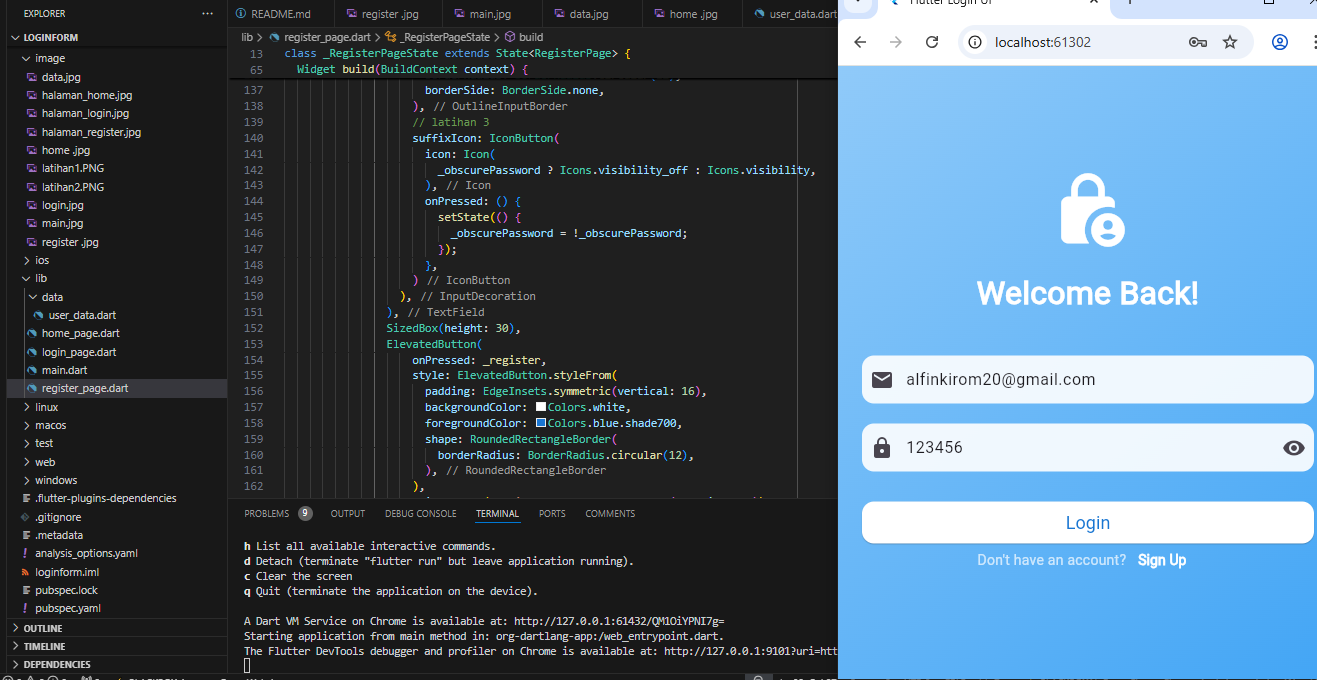 EXPLORER
LOGINFORM
image
data.jpg
halaman_home.jpg
halaman_login.jpg
halaman_register.jpg
home .jpg
latihan1.PNG
latihan2.PNG
login.jpg
main.jpg
register .jpg
ios
lib
data
user_data.dart
home_page.dart
login_page.dart
main.dart
register_page.dart
linux
macos
test
web
windows
.flutter-plugins-dependencies
.gitignore
.metadata
analysis_options.yaml
loginform.iml
pubspec.lock
pubspec.yaml
OUTLINE
TIMELINE
DEPENDENCIES
README.md register .jpg main.jpg data.jpg home .jpg user_data.dart
lib > register_page.dart > _RegisterPageState > build
13 class _RegisterPageState extends State<RegisterPage> {
65 Widget build(BuildContext context) {
137 borderSide: BorderSide.none,
138 ), // OutlineInputBorder
139 // latihan 3
140 suffixIcon: IconButton(
141 icon: Icon(
142 _obscurePassword ? Icons.visibility_off : Icons.visibility,
143 ), // Icon
144 onPressed: () {
145 setState(() {
146 _obscurePassword = !_obscurePassword;
147 });
148 },
149 ) // IconButton
150 ), // InputDecoration
151 ), // TextField
152 SizedBox(height: 30),
153 ElevatedButton(
154 onPressed: _register,
155 style: ElevatedButton.styleFrom(
156 padding: EdgeInsets.symmetric(vertical: 16),
157 backgroundColor: Colors.white,
158 foregroundColor: Colors.blue.shade700,
159 shape: RoundedRectangleBorder(
160 borderRadius: BorderRadius.circular(12),
161 ), // RoundedRectangleBorder
162 ),
PROBLEMS 9 OUTPUT DEBUG CONSOLE TERMINAL PORTS COMMENTS
h List all available interactive commands.
d Detach (terminate "flutter run" but leave application running).
c Clear the screen
q Quit (terminate the application on the device).
A Dart VM Service on Chrome is available at: http://127.0.0.1:61432/QM1OiYPNI7g=
Starting application from main method in: org-dartlang-app:/web_entrypoint.dart.
The Flutter DevTools debugger and profiler on Chrome is available at: http://127.0.0.1:9101?uri=htt
localhost:61302
Welcome Back!
alfinkirom20@gmail.com
123456
Login
Don't have an account? Sign Up